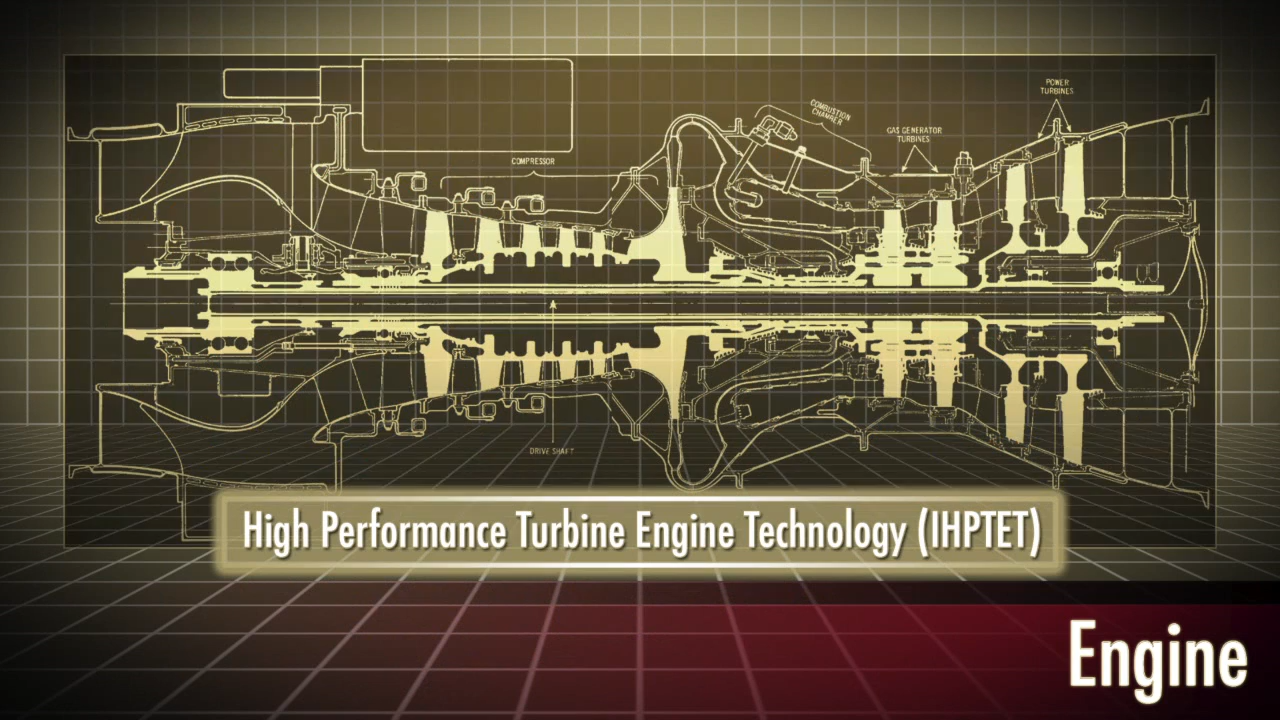 POWER
TURBINES
COMBUSTION
CHAMBER
GAS GENERATOR
TURBINES
COMPRESSOR
DRIVE SHAFT
High Performance Turbine Engine Technology (IHPTET)
Engine